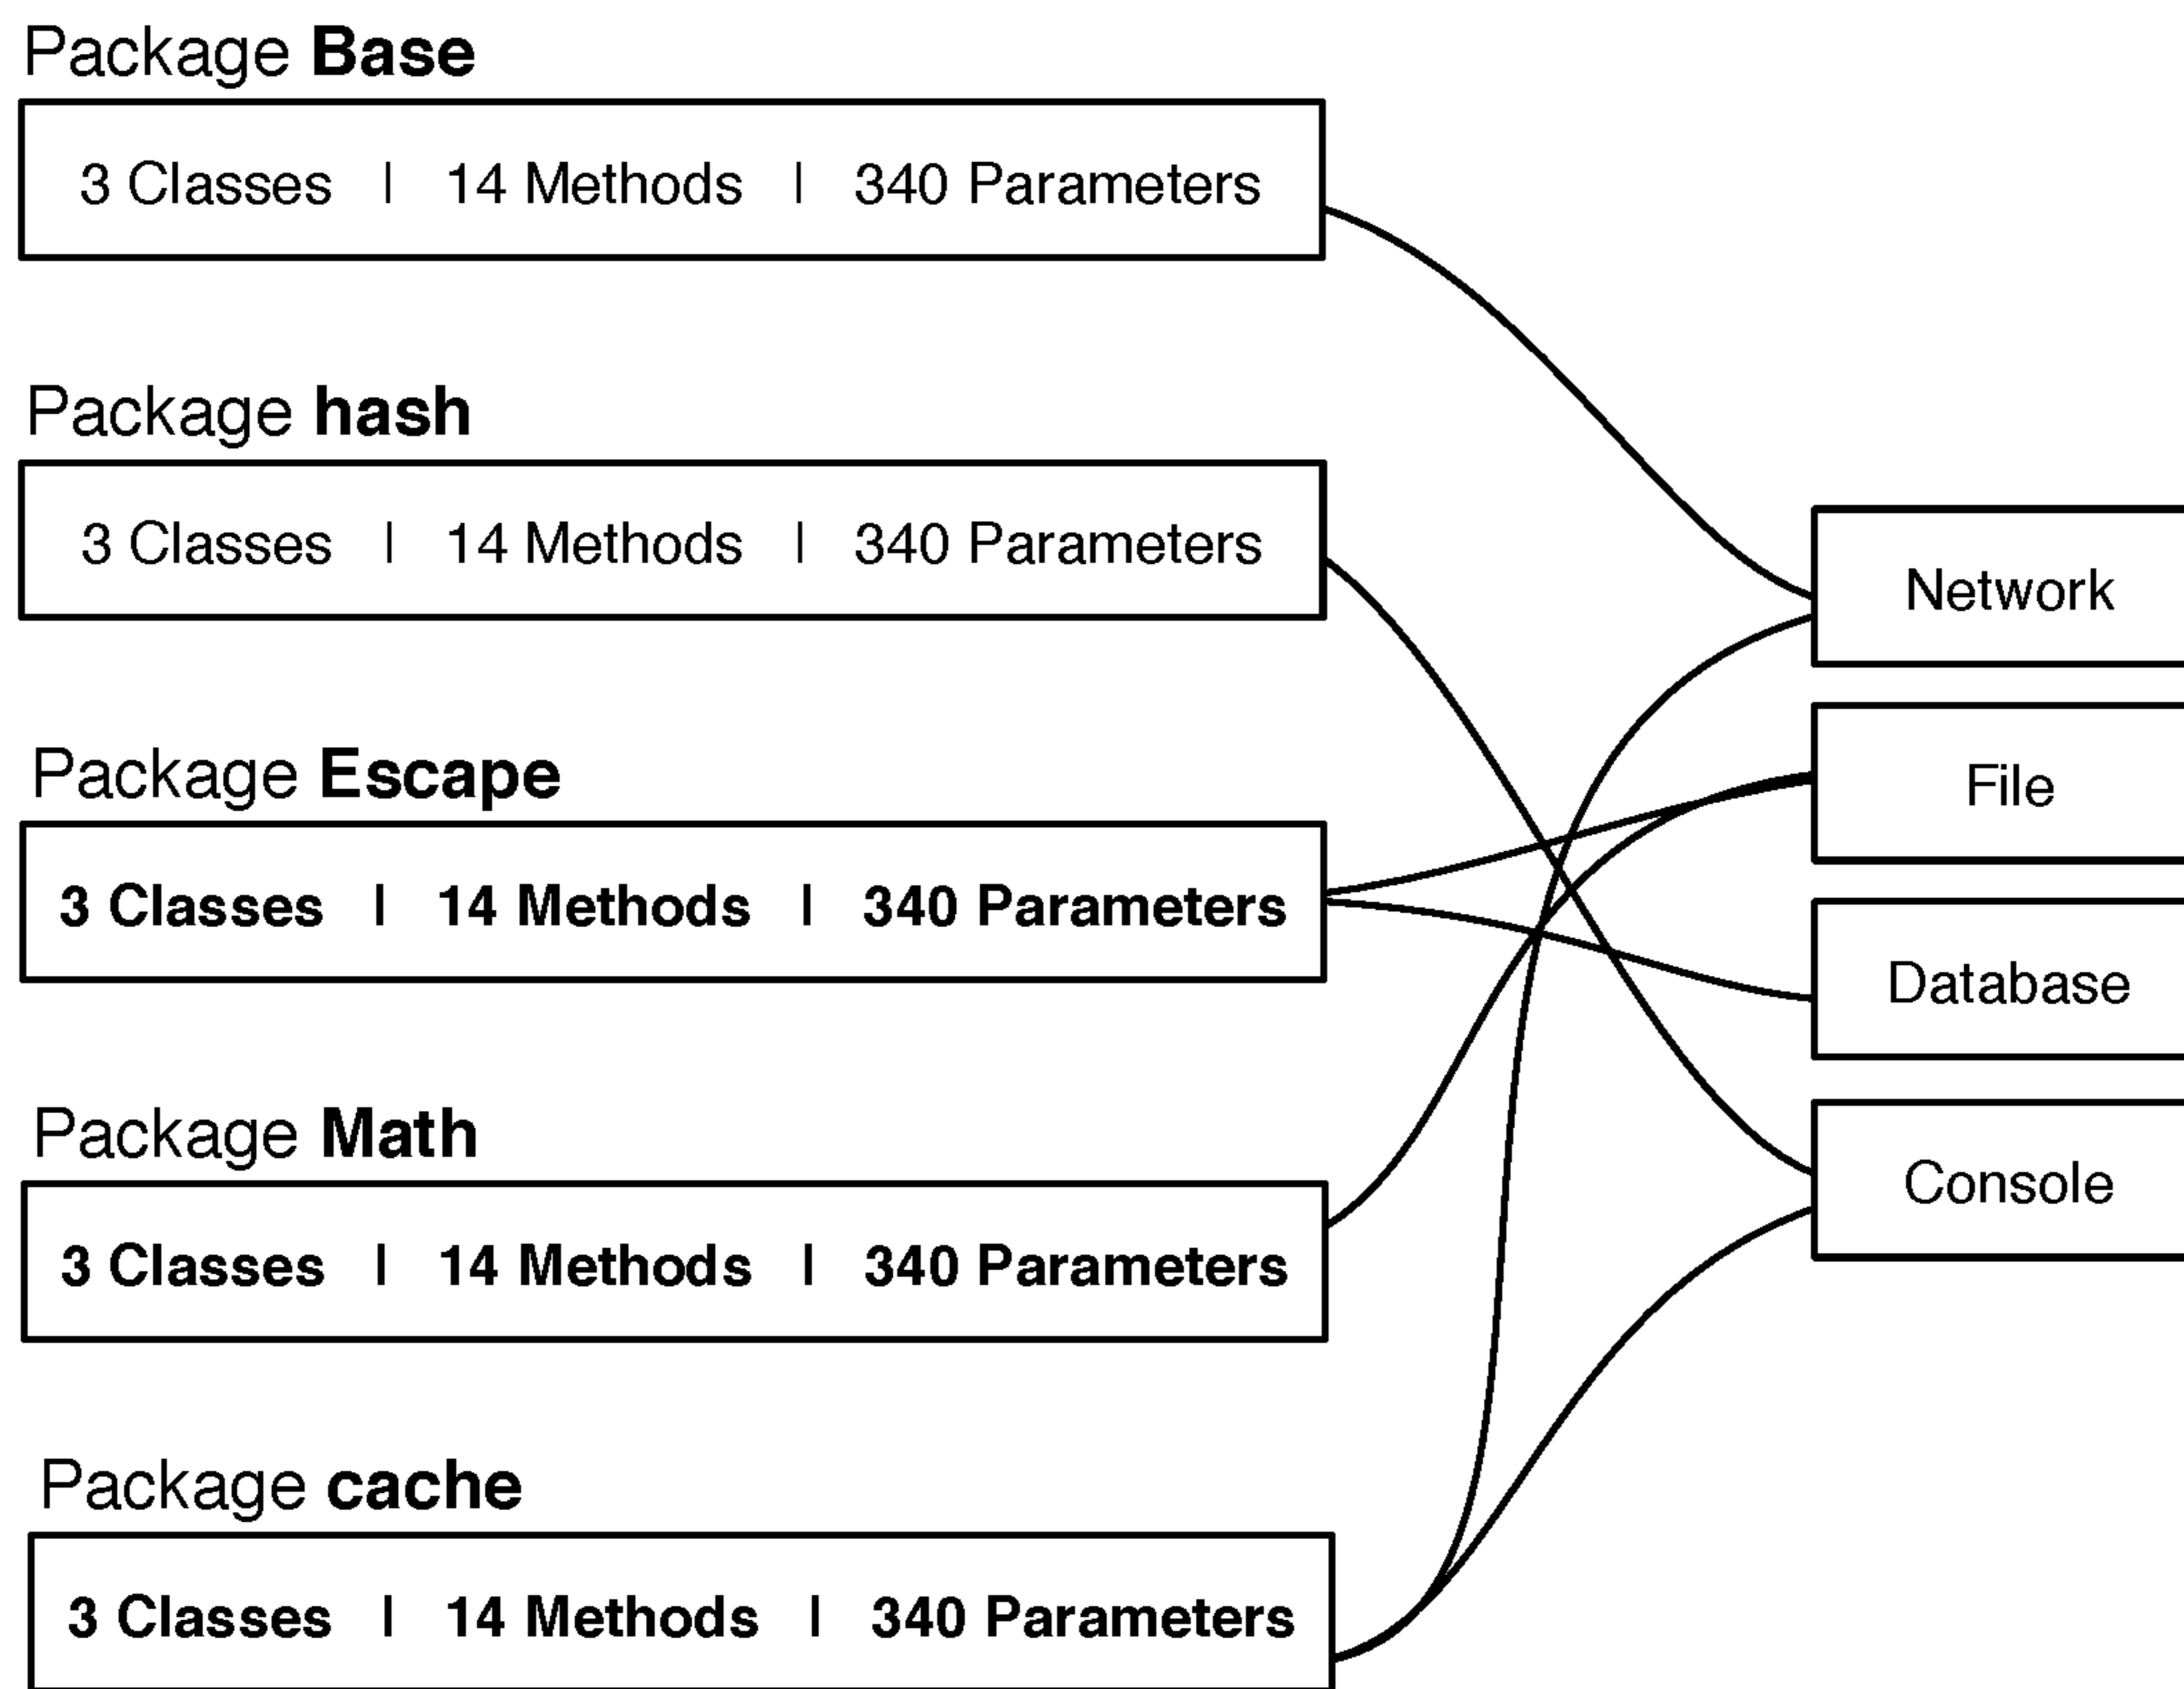 Package Base
3 Classes | 14 Methods | 340 Parameters
Package hash
3 Classes | 14 Methods | 340 Parameters
Package Escape
3 Classes | 14 Methods | 340 Parameters
Package Math
3 Classes | 14 Methods | 340 Parameters
Package cache
3 Classes | 14 Methods | 340 Parameters
Network
File
Database
Console